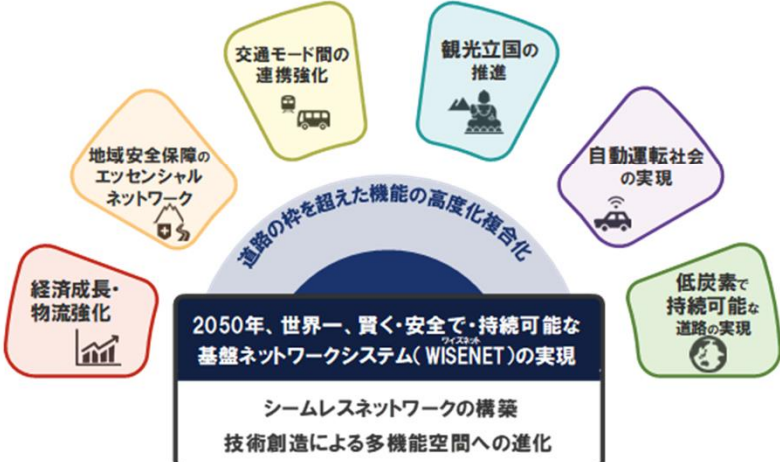 交通モード間の
連携強化
観光立国の
推進
地域安全保障の
エッセンシャル
ネットワーク
自動運転社会
の実現
道路の枠を超えた機能の高度化複合化
経済成長・
物流強化
低炭素で
持続可能な
道路の実現
2050年、世界一、賢く・安全で・持続可能な
ワイズネット
基盤ネットワークシステム(WISENET)の実現
シームレスネットワークの構築
技術創造による多機能空間への進化